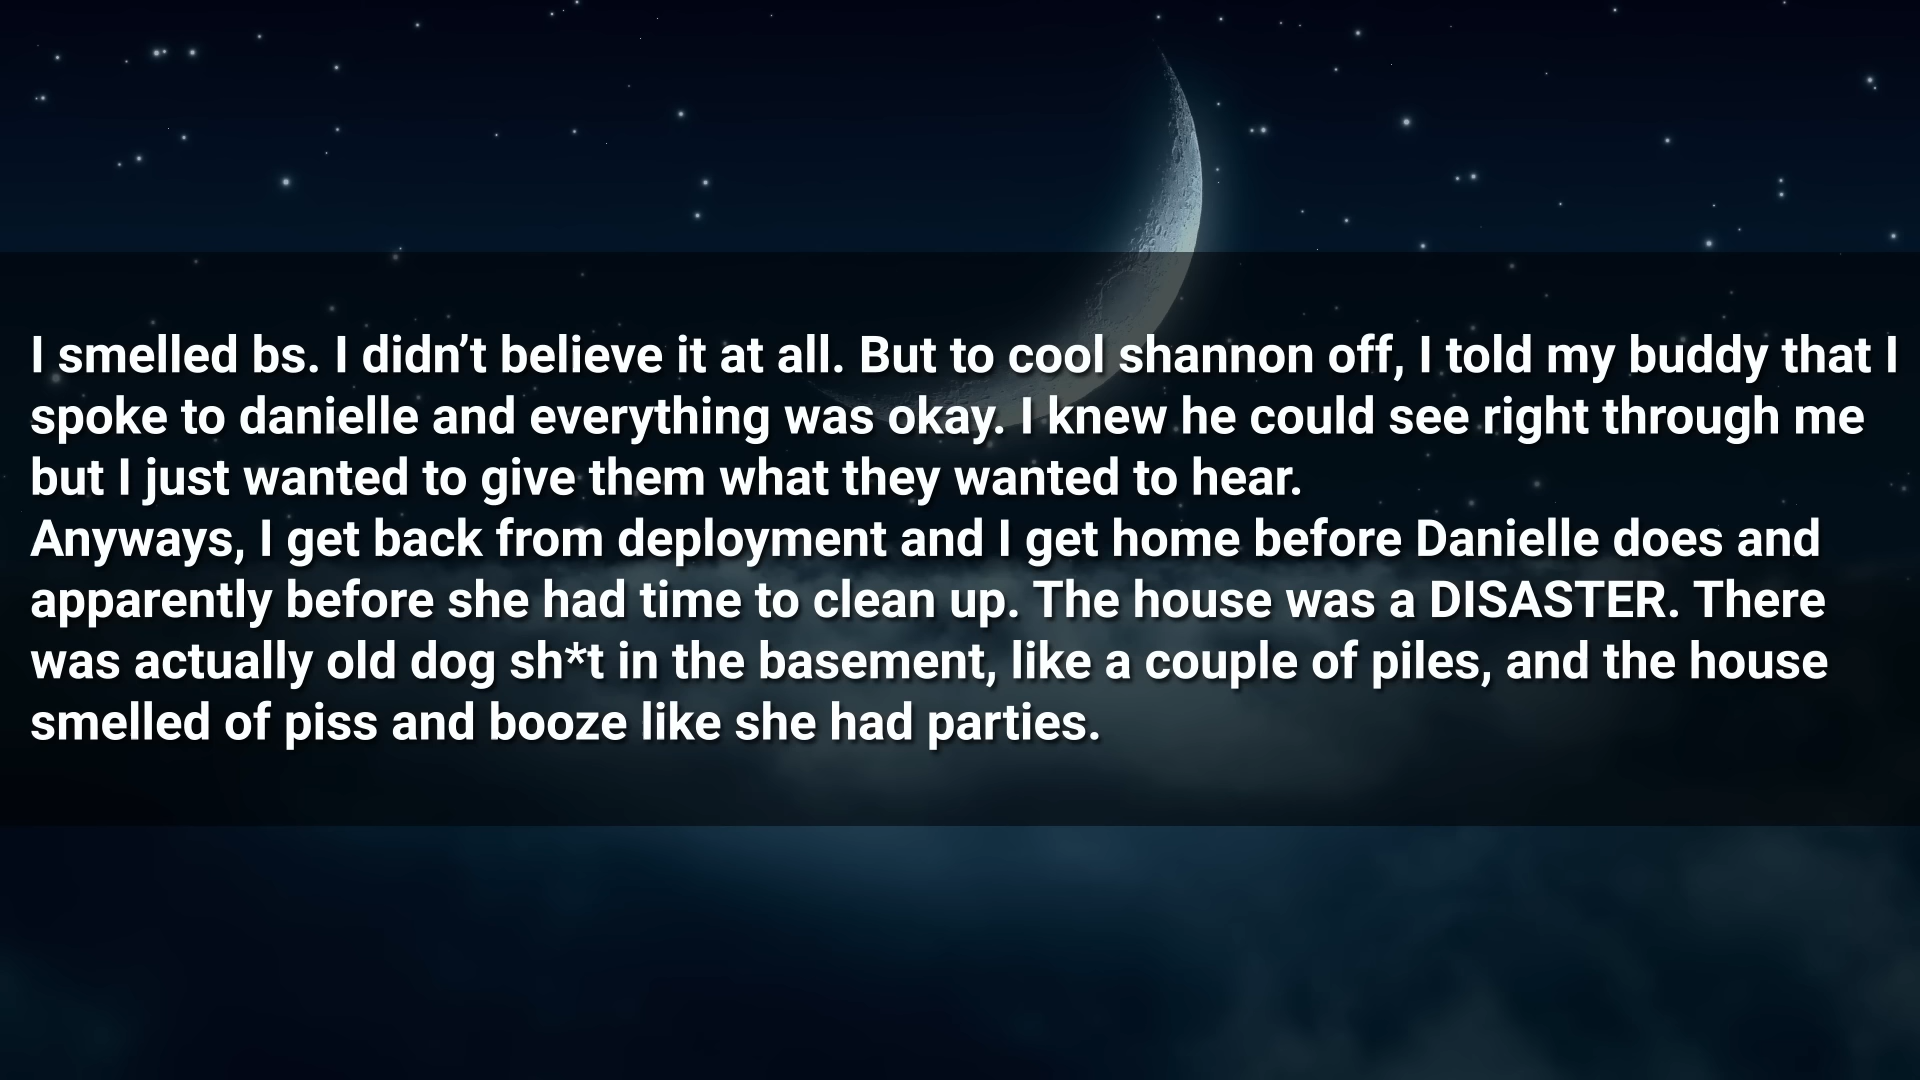 I smelled bs. I didn’t believe it at all. But to cool shannon off, I told my buddy that I
spoke to danielle and everything was okay. I knew he could see right through me
but I just wanted to give them what they wanted to hear.
Anyways, I get back from deployment and I get home before Danielle does and
apparently before she had time to clean up. The house was a DISASTER. There
was actually old dog sh*t in the basement, like a couple of piles, and the house
smelled of piss and booze like she had parties.